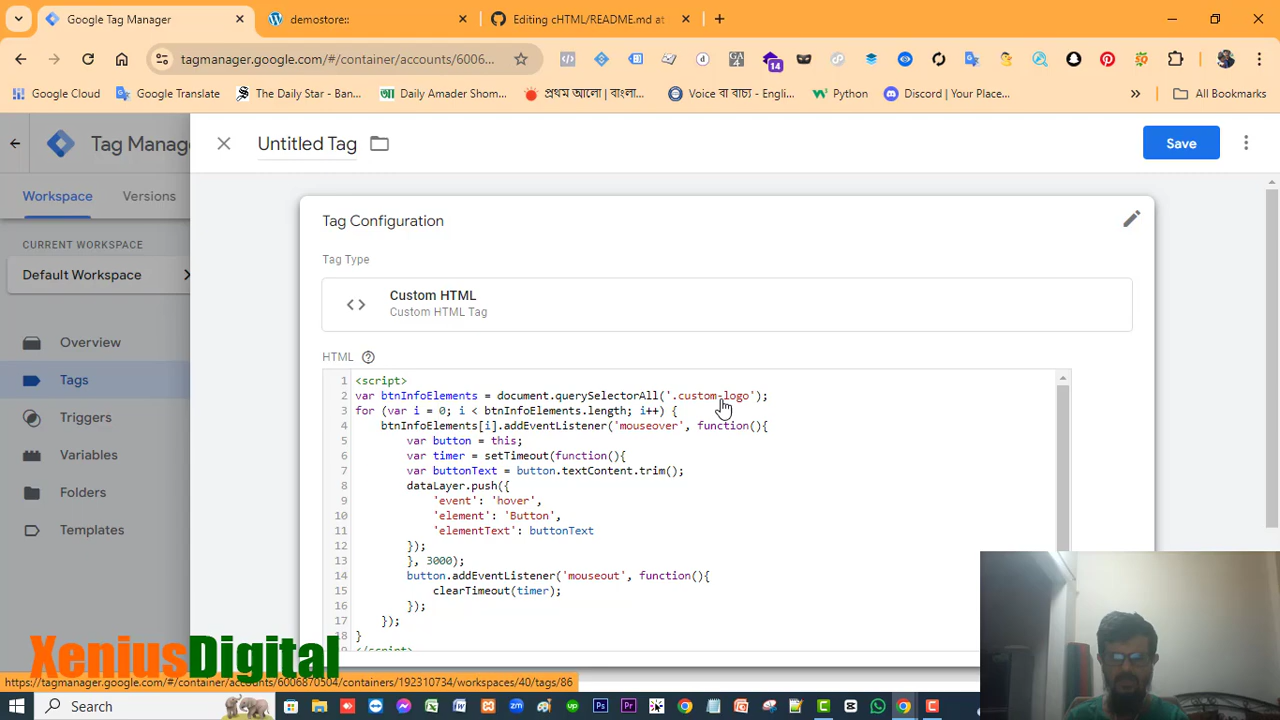 Google Tag Manager
demostore::
Editing cHTML/README.md at
tagmanager.google.com/#/container/accounts/6006...
14
Google Cloud
Google Translate
The Daily Star - Ban...
Daily Amader Shom...
প্রথম আলো | বাংলা...
Voice বা বাচ্য - Engli...
Python
Discord | Your Place...
All Bookmarks
Tag Manag
Untitled Tag
Save
Workspace
Versions
Tag Configuration
CURRENT WORKSPACE
Default Workspace
Tag Type
Custom HTML
Custom HTML Tag
Overview
Tags
Triggers
Variables
Folders
Templates
HTML
1 <script>
2 var btnInfoElements = document.querySelectorAll('.custom-logo');
3 for (var i = 0; i < btnInfoElements.length; i++) {
4 btnInfoElements[i].addEventListener('mouseover', function(){
5 var button = this;
6 var timer = setTimeout(function(){
7 var buttonText = button.textContent.trim();
8 dataLayer.push({
9 'event': 'hover',
10 'element': 'Button',
11 'elementText': buttonText
12 });
13 }, 3000);
14 button.addEventListener('mouseout', function(){
15 clearTimeout(timer);
16 });
17 });
18 }
</script>
XeniusDigital
https://tagmanager.google.com/#/container/accounts/6006870504/containers/192310734/workspaces/40/tags/86
Search